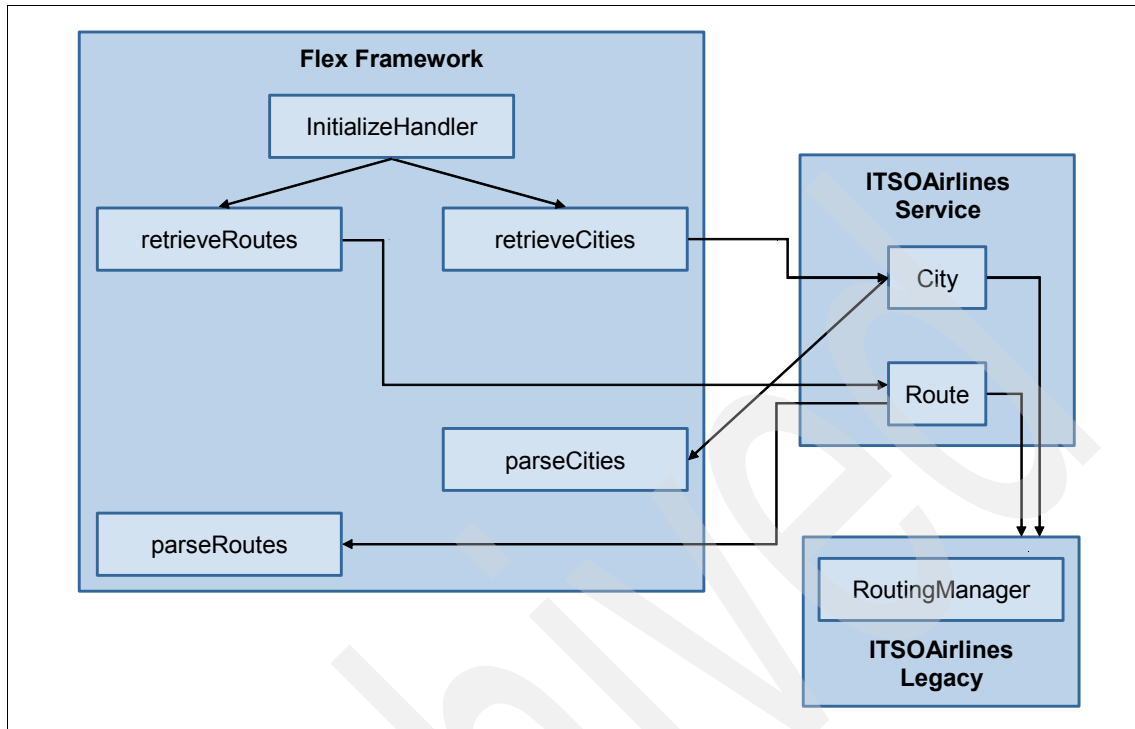 Flex Framework
InitializeHandler
retrieveRoutes
retrieveCities
parseCities
parseRoutes
ITSOAirlines
Service
City
Route
RoutingManager
ITSOAirlines
Legacy